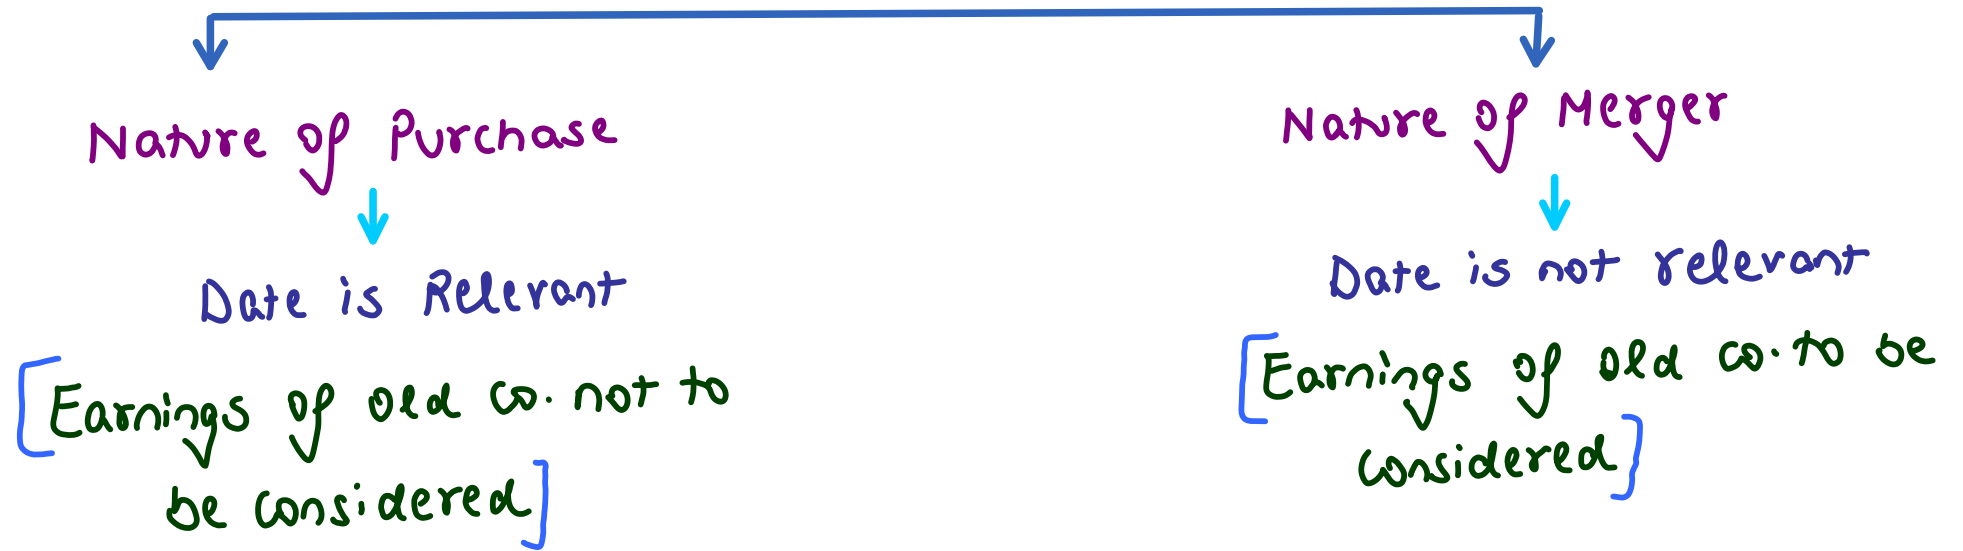 Nature of Purchase
Date is Relevant
[Earnings of old co. not to
be considered]
Nature of Merger
Date is not relevant
[Earnings of old co. to be
considered]